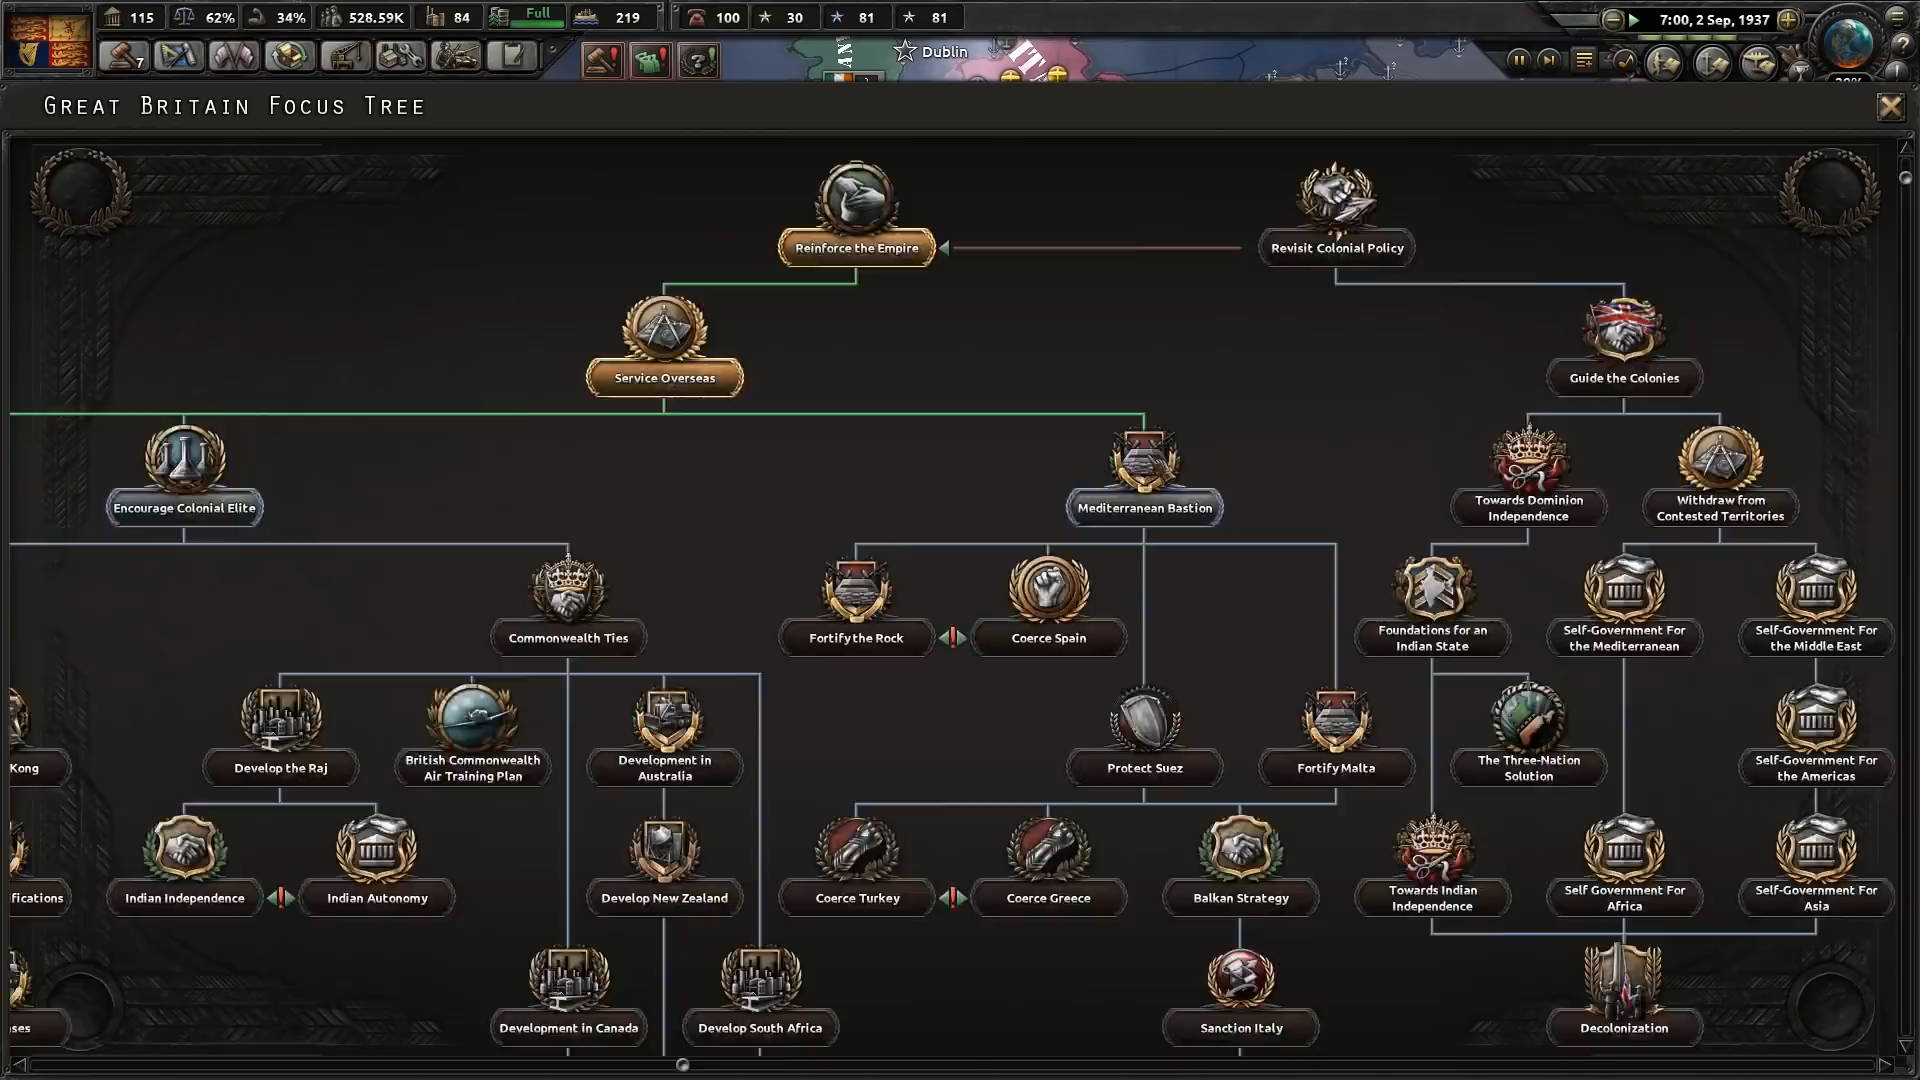 115
62%
34%
528.59K
84
Full
219
100
30
81
81
7:00, 2 Sep, 1937
7
Dublin
Great Britain Focus Tree
Reinforce the Empire
Revisit Colonial Policy
Service Overseas
Guide the Colonies
Encourage Colonial Elite
Mediterranean Bastion
Towards Dominion
Independence
Withdraw from
Contested Territories
Commonwealth Ties
Fortify the Rock
Coerce Spain
Foundations for an
Indian State
Self-Government For
the Mediterranean
Self-Government For
the Middle East
Kong
Develop the Raj
British Commonwealth
Air Training Plan
Development in
Australia
Protect Suez
Fortify Malta
The Three-Nation
Solution
Self-Government For
the Americas
ifications
Indian Independence
Indian Autonomy
Develop New Zealand
Coerce Turkey
Coerce Greece
Balkan Strategy
Towards Indian
Independence
Self Government For
Africa
Self-Government For
Asia
ses
Development in Canada
Develop South Africa
Sanction Italy
Decolonization